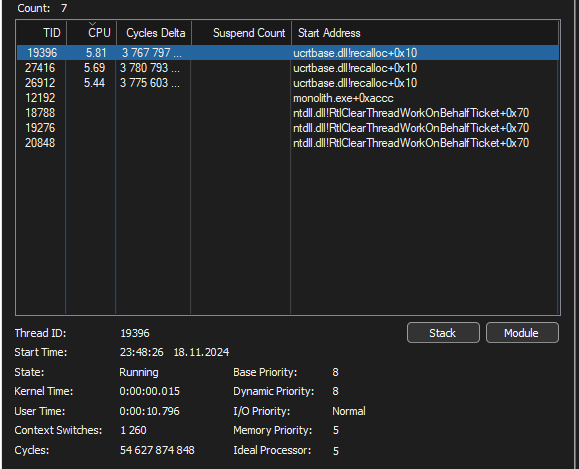 Count: 7
TID CPU Cycles Delta Suspend Count Start Address
19396 5.81 3 767 797 ... ucrtbase.dll!recalloc+0x10
27416 5.69 3 780 793 ... ucrtbase.dll!recalloc+0x10
26912 5.44 3 775 603 ... ucrtbase.dll!recalloc+0x10
12192 monolith.exe+0xaccc
18788 ntdll.dll!RtlClearThreadWorkOnBehalfTicket+0x70
19276 ntdll.dll!RtlClearThreadWorkOnBehalfTicket+0x70
20848 ntdll.dll!RtlClearThreadWorkOnBehalfTicket+0x70
Thread ID: 19396 Stack Module
Start Time: 23:48:26 18.11.2024
State: Running Base Priority: 8
Kernel Time: 0:00:00.015 Dynamic Priority: 8
User Time: 0:00:10.796 I/O Priority: Normal
Context Switches: 1 260 Memory Priority: 5
Cycles: 54 627 874 848 Ideal Processor: 5